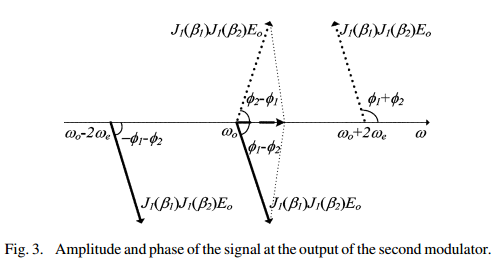 J₁(β₁)J₁(β₂)Eₒ J₁(β₁)J₁(β₂)Eₒ
ϕ₂-ϕ₁ ϕ₁+ϕ₂
ωₒ-2ωₑ -ϕ₁-ϕ₂ ωₒ ϕ₁-ϕ₂ ωₒ+2ωₑ ω
J₁(β₁)J₁(β₂)Eₒ J₁(β₁)J₁(β₂)Eₒ
Fig. 3. Amplitude and phase of the signal at the output of the second modulator.